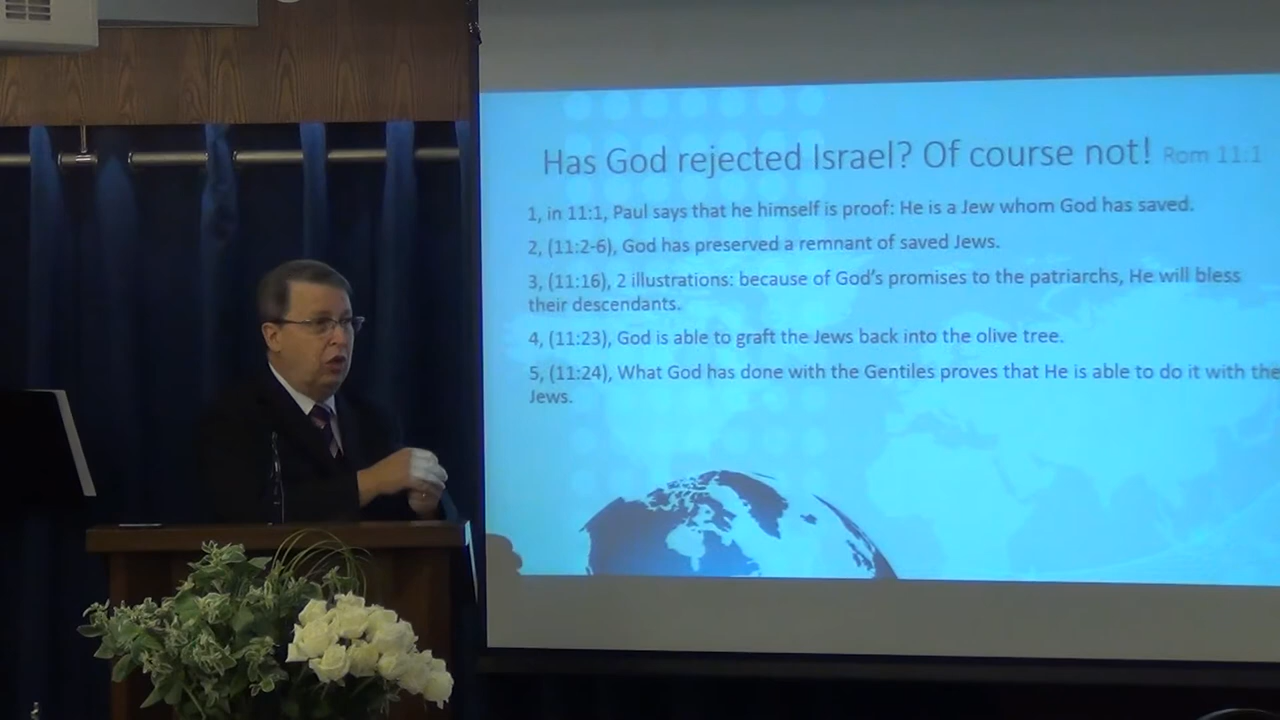 Has God rejected Israel? Of course not! Rom 11:1
1, in 11:1, Paul says that he himself is proof: He is a Jew whom God has saved.
2, (11:2-6), God has preserved a remnant of saved Jews.
3, (11:16), 2 illustrations: because of God's promises to the patriarchs, He will bless
their descendants.
4, (11:23), God is able to graft the Jews back into the olive tree.
5, (11:24), What God has done with the Gentiles proves that He is able to do it with the
Jews.